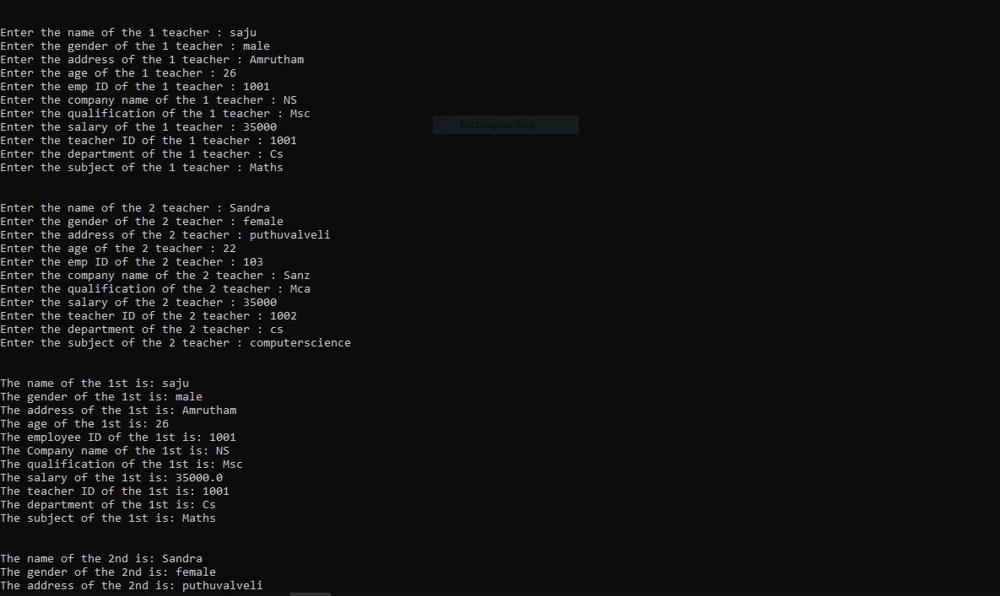 Enter the name of the 1 teacher : saju
Enter the gender of the 1 teacher : male
Enter the address of the 1 teacher : Amrutham
Enter the age of the 1 teacher : 26
Enter the emp ID of the 1 teacher : 1001
Enter the company name of the 1 teacher : NS
Enter the qualification of the 1 teacher : Msc
Enter the salary of the 1 teacher : 35000
Enter the teacher ID of the 1 teacher : 1001
Enter the department of the 1 teacher : Cs
Enter the subject of the 1 teacher : Maths
Rectangular Snip
Enter the name of the 2 teacher : Sandra
Enter the gender of the 2 teacher : female
Enter the address of the 2 teacher : puthuvalveli
Enter the age of the 2 teacher : 22
Enter the emp ID of the 2 teacher : 103
Enter the company name of the 2 teacher : Sanz
Enter the qualification of the 2 teacher : Mca
Enter the salary of the 2 teacher : 35000
Enter the teacher ID of the 2 teacher : 1002
Enter the department of the 2 teacher : cs
Enter the subject of the 2 teacher : computerscience
The name of the 1st is: saju
The gender of the 1st is: male
The address of the 1st is: Amrutham
The age of the 1st is: 26
The employee ID of the 1st is: 1001
The Company name of the 1st is: NS
The qualification of the 1st is: Msc
The salary of the 1st is: 35000.0
The teacher ID of the 1st is: 1001
The department of the 1st is: Cs
The subject of the 1st is: Maths
The name of the 2nd is: Sandra
The gender of the 2nd is: female
The address of the 2nd is: puthuvalveli